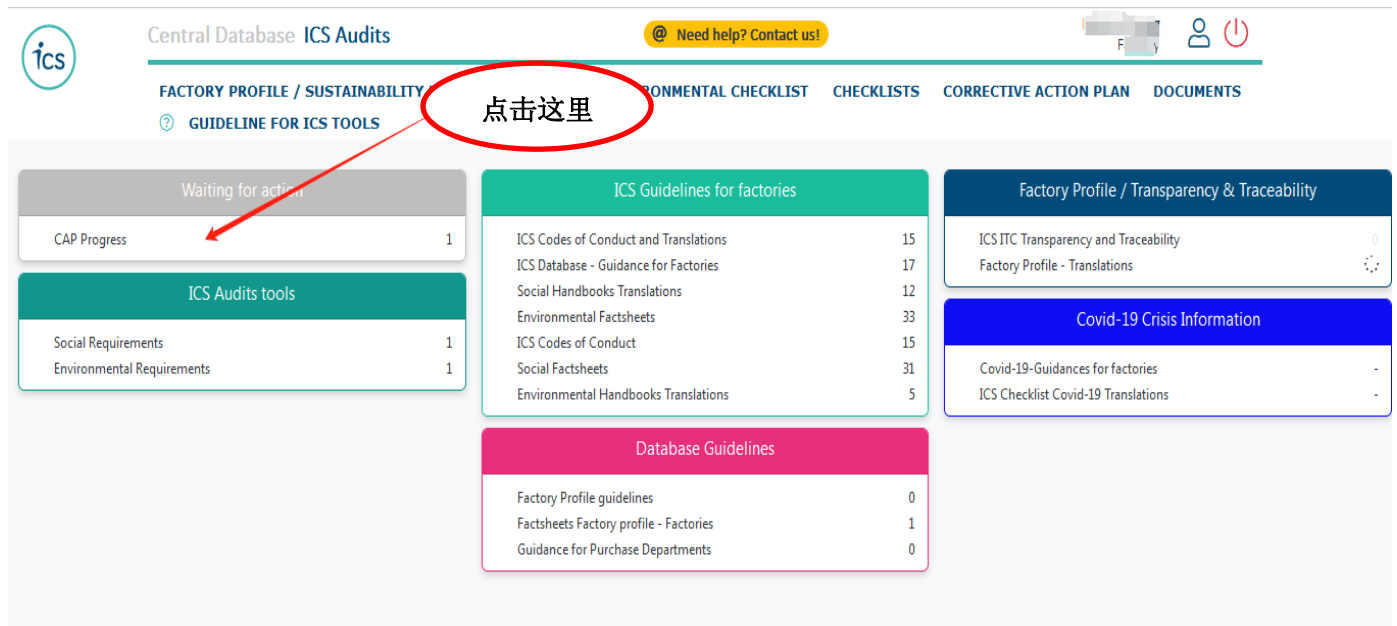 ics
Central Database ICS Audits
@ Need help? Contact us!
FACTORY PROFILE / SUSTAINABILITY
CHECKLIST
CHECKLISTS
CORRECTIVE ACTION PLAN
DOCUMENTS
? GUIDELINE FOR ICS TOOLS
点击这里
Waiting for action
CAP Progress 1
ICS Audits tools
Social Requirements 1
Environmental Requirements 1
ICS Guidelines for factories
ICS Codes of Conduct and Translations 15
ICS Database - Guidance for Factories 17
Social Handbooks Translations 12
Environmental Factsheets 33
ICS Codes of Conduct 15
Social Factsheets 31
Environmental Handbooks Translations 5
Database Guidelines
Factory Profile guidelines 0
Factsheets Factory profile - Factories 1
Guidance for Purchase Departments 0
Factory Profile / Transparency & Traceability
ICS ITC Transparency and Traceability 0
Factory Profile - Translations
Covid-19 Crisis Information
Covid-19-Guidances for factories -
ICS Checklist Covid-19 Translations -